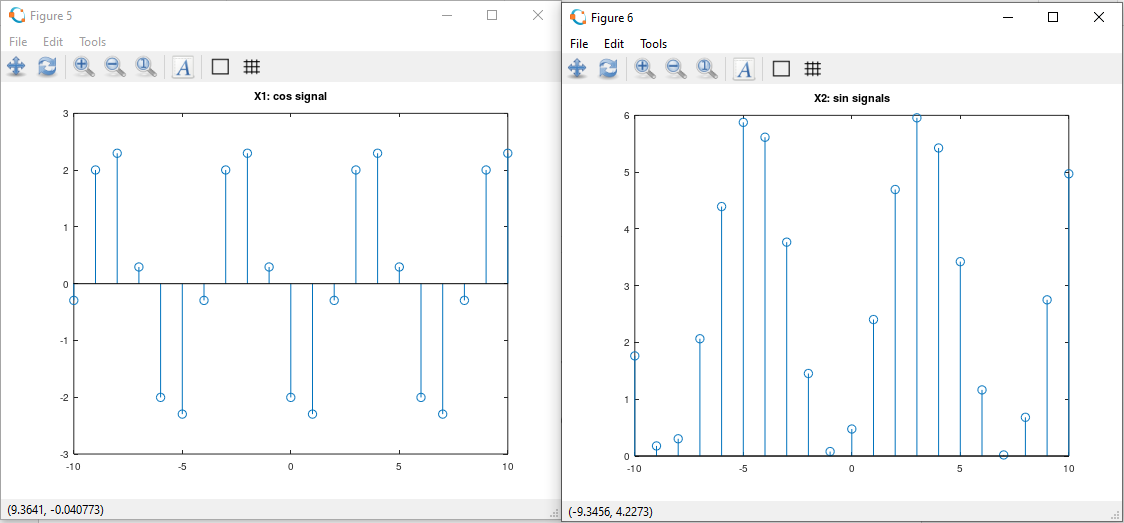 Figure 5
File Edit Tools
A
X1: cos signal
3
2
1
0
-1
-2
-3
-10 -5 0 5 10
(9.3641, -0.040773)
Figure 6
File Edit Tools
A
X2: sin signals
6
5
4
3
2
1
0
-10 -5 0 5 10
(-9.3456, 4.2273)